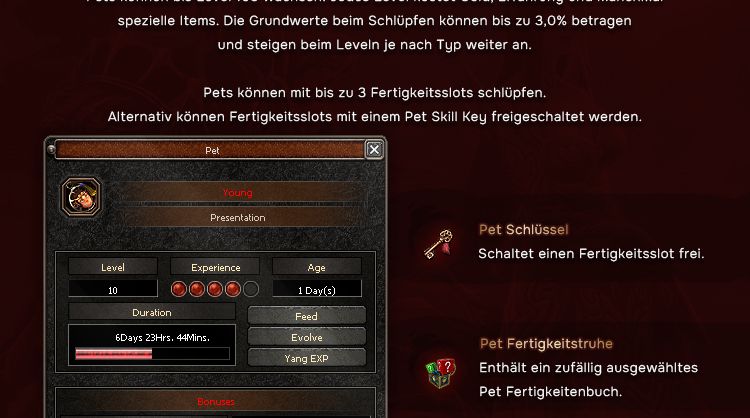 spezielle Items. Die Grundwerte beim Schlüpfen können bis zu 3,0% betragen
und steigen beim Leveln je nach Typ weiter an.
Pets können mit bis zu 3 Fertigkeitsslots schlüpfen.
Alternativ können Fertigkeitsslots mit einem Pet Skill Key freigeschaltet werden.
Pet
Young
Presentation
Level
Experience
Age
10
1 Day(s)
Duration
6Days 23Hrs. 44Mins.
Feed
Evolve
Yang EXP
Bonuses
Pet Schlüssel
Schaltet einen Fertigkeitsslot frei.
Pet Fertigkeitstruhe
Enthält ein zufällig ausgewähltes
Pet Fertigkeitenbuch.